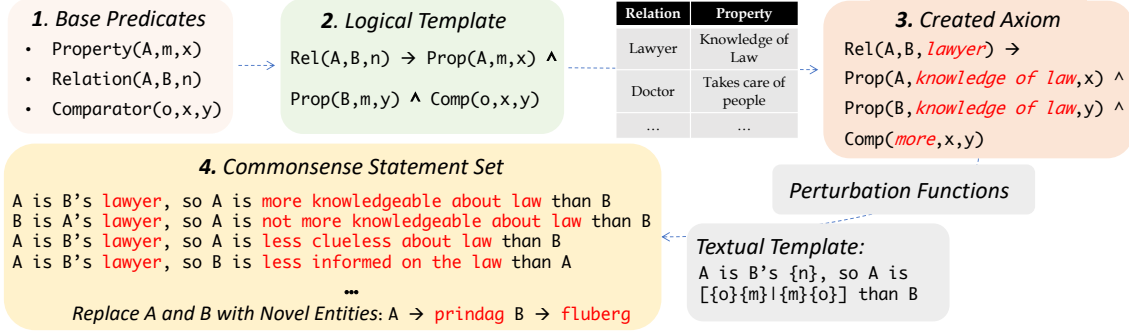 1. Base Predicates
• Property(A,m,x)
• Relation(A,B,n)
• Comparator(o,x,y)
2. Logical Template
Rel(A,B,n) → Prop(A,m,x) ∧
Prop(B,m,y) ∧ Comp(o,x,y)
Relation Property
Lawyer Knowledge of Law
Doctor Takes care of people
... ...
3. Created Axiom
Rel(A,B,lawyer) →
Prop(A,knowledge of law,x) ∧
Prop(B,knowledge of law,y) ∧
Comp(more,x,y)
Perturbation Functions
Textual Template:
A is B's {n}, so A is
[{o}{m}|{m}{o}] than B
4. Commonsense Statement Set
A is B's lawyer, so A is more knowledgeable about law than B
B is A's lawyer, so A is not more knowledgeable about law than B
A is B's lawyer, so A is less clueless about law than B
A is B's lawyer, so B is less informed on the law than A
...
Replace A and B with Novel Entities: A → prindag B → fluberg